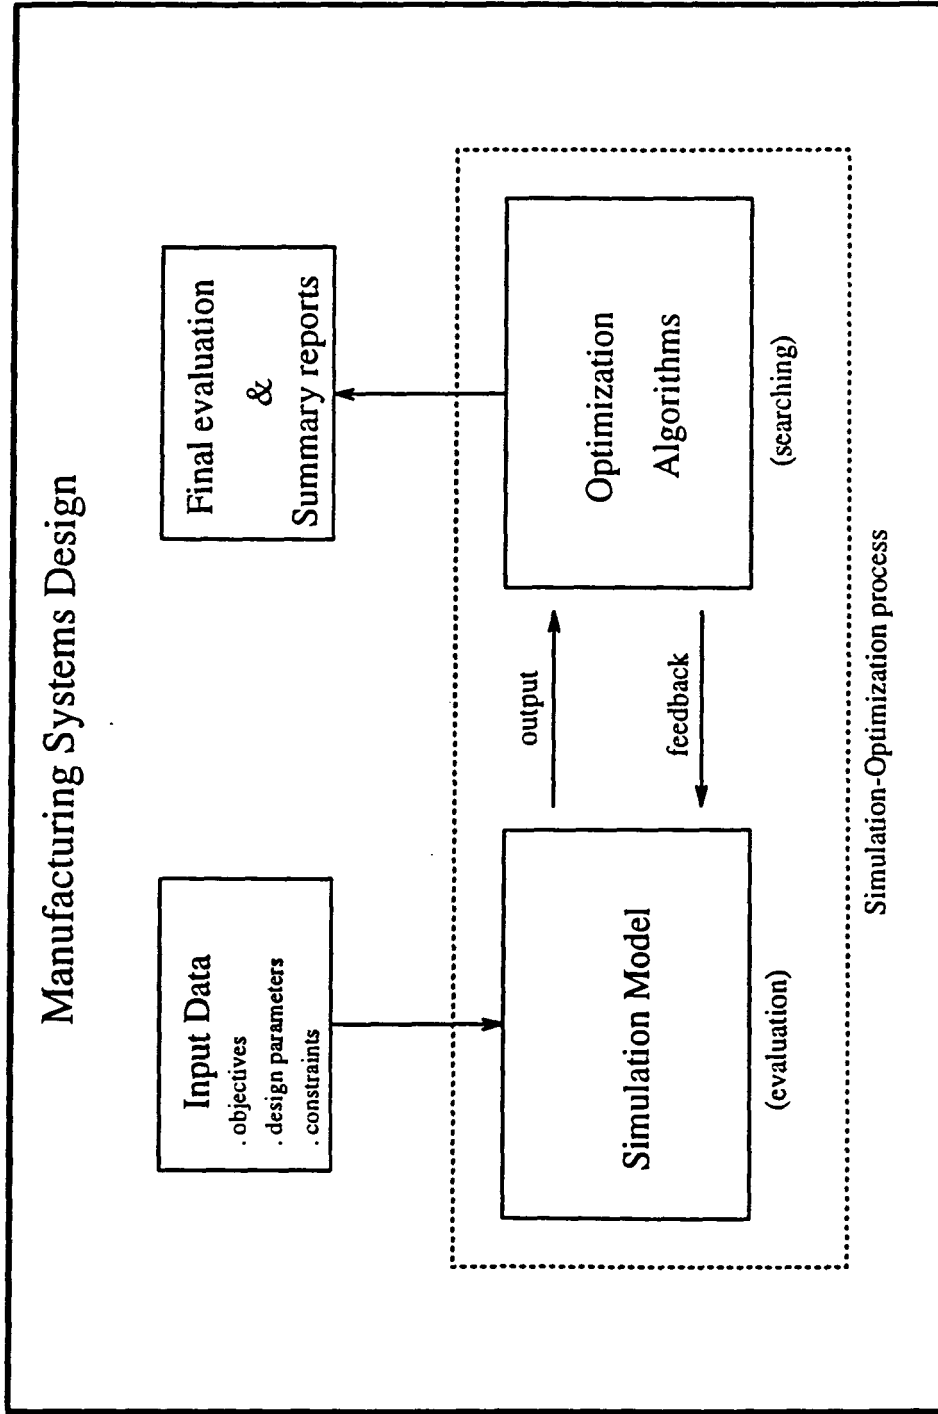 Manufacturing Systems Design
Input Data
. objectives
. design parameters
. constraints
Final evaluation
&
Summary reports
Simulation Model
(evaluation)
output
feedback
Optimization
Algorithms
(searching)
Simulation-Optimization process